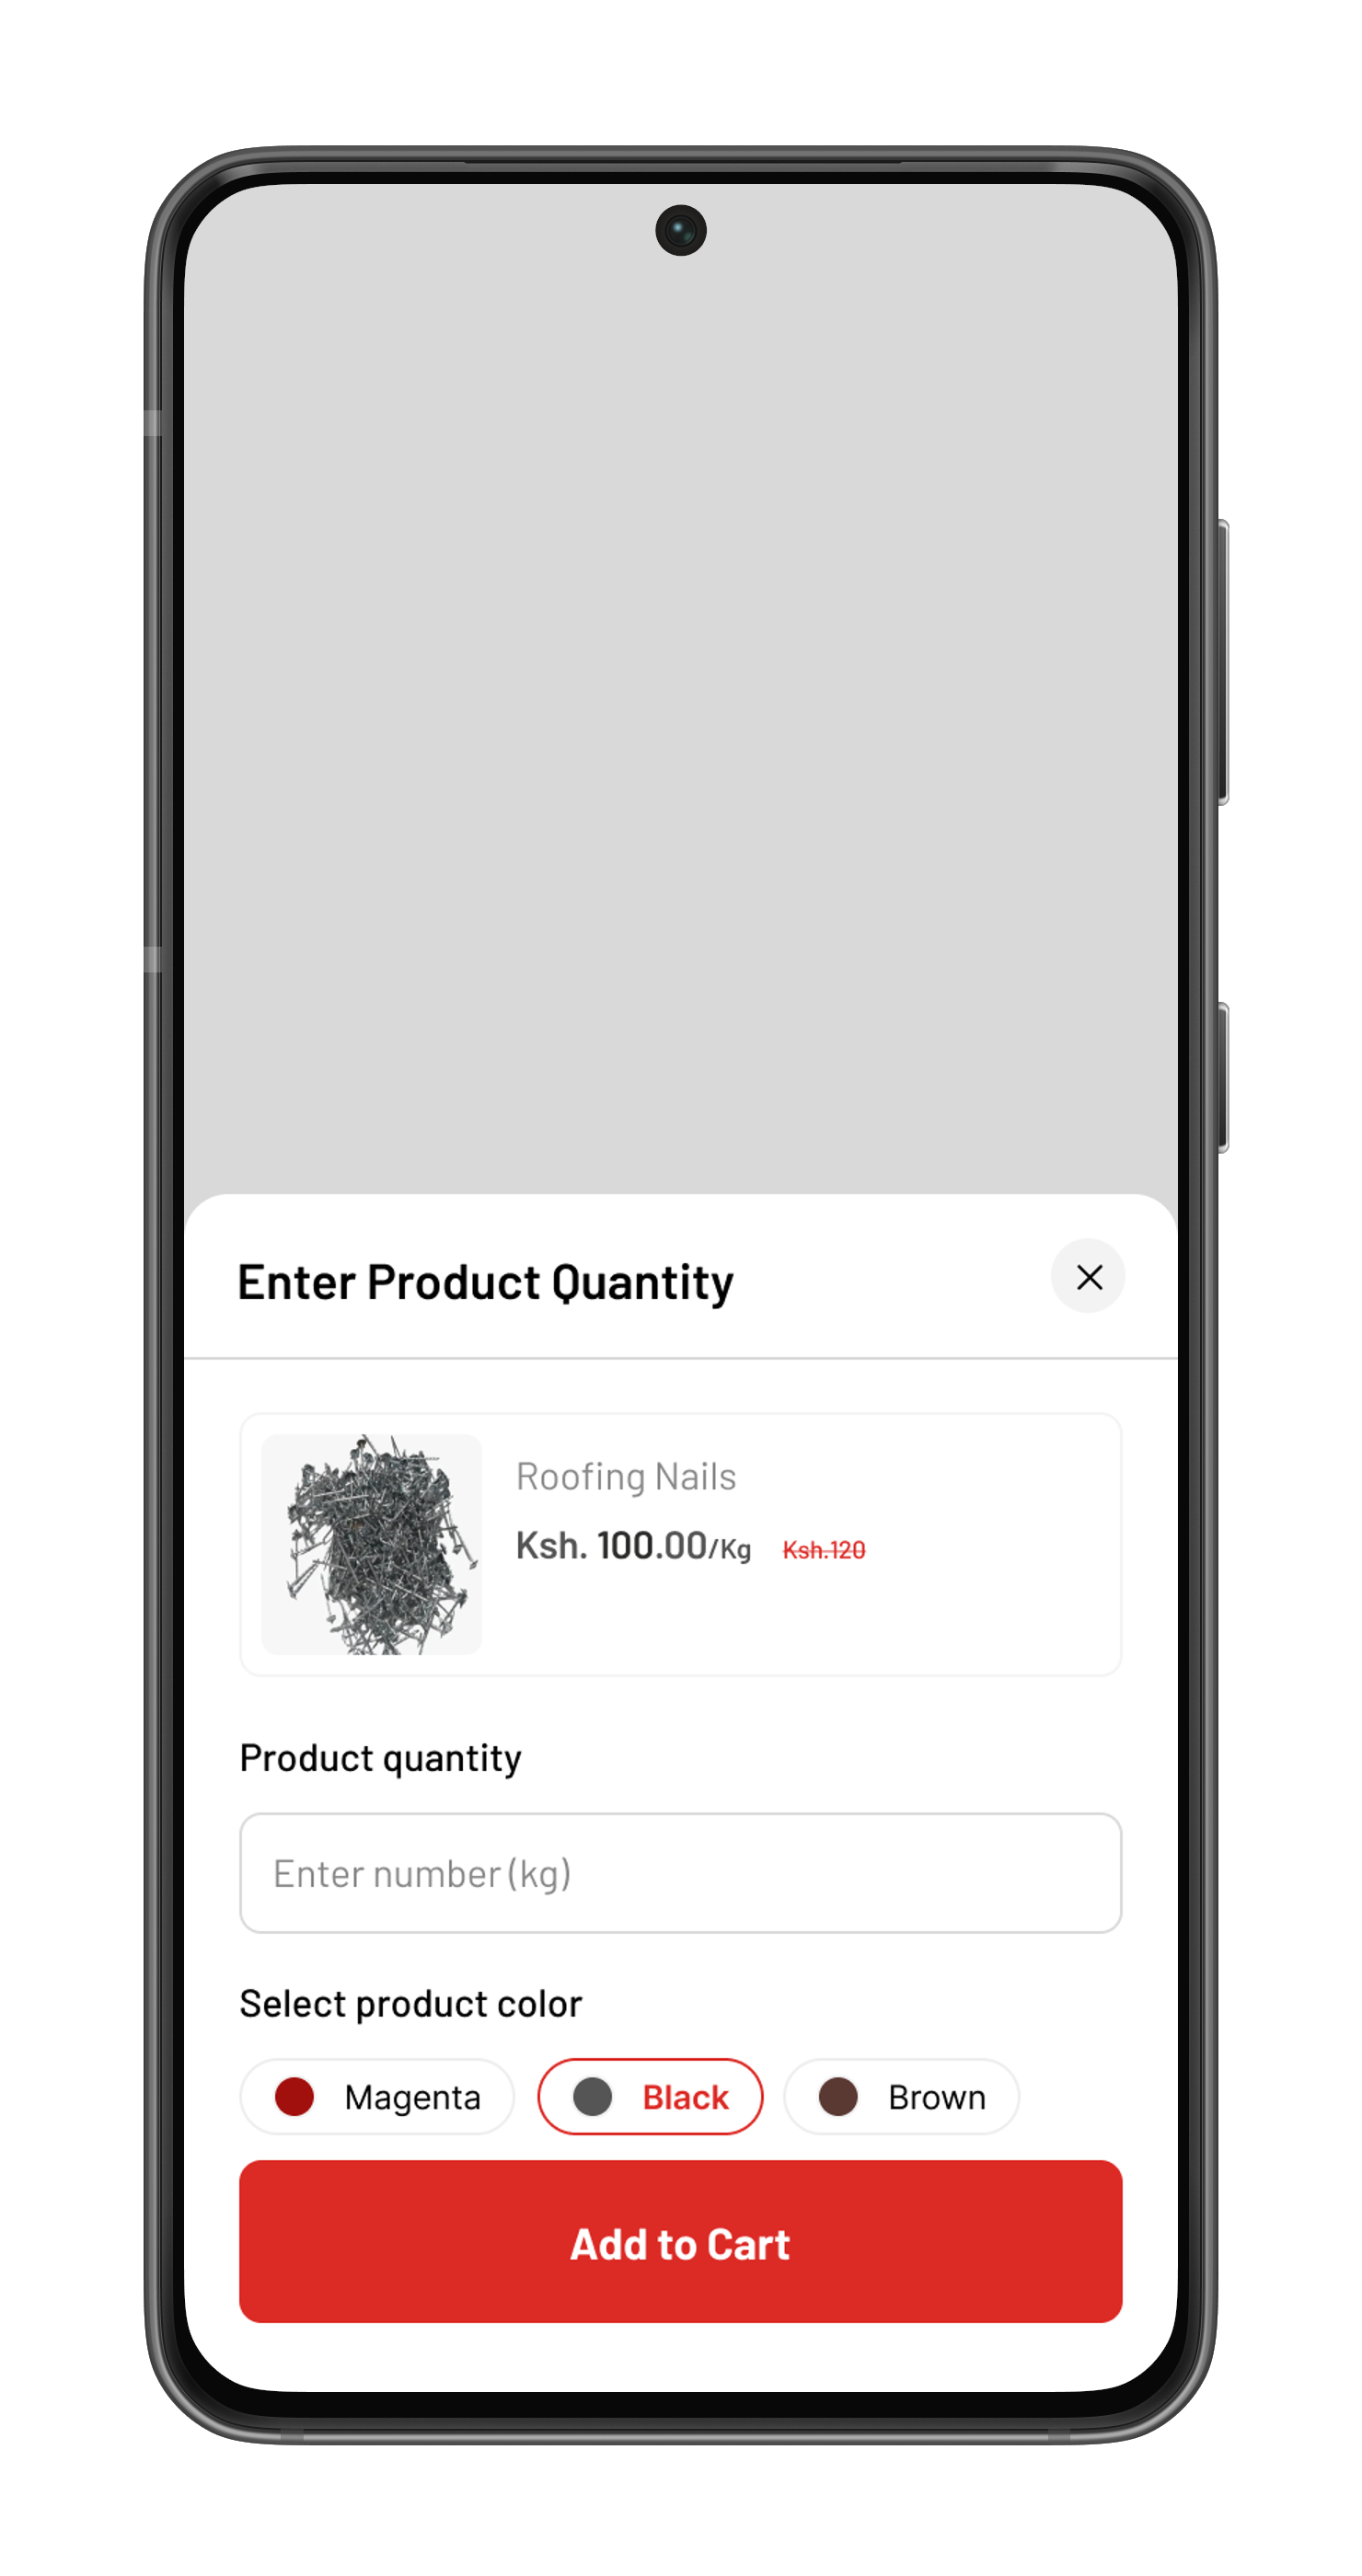 Enter Product Quantity
Roofing Nails
Ksh. 100.00/Kg Ksh.120
Product quantity
Enter number (kg)
Select product color
Magenta Black Brown
Add to Cart